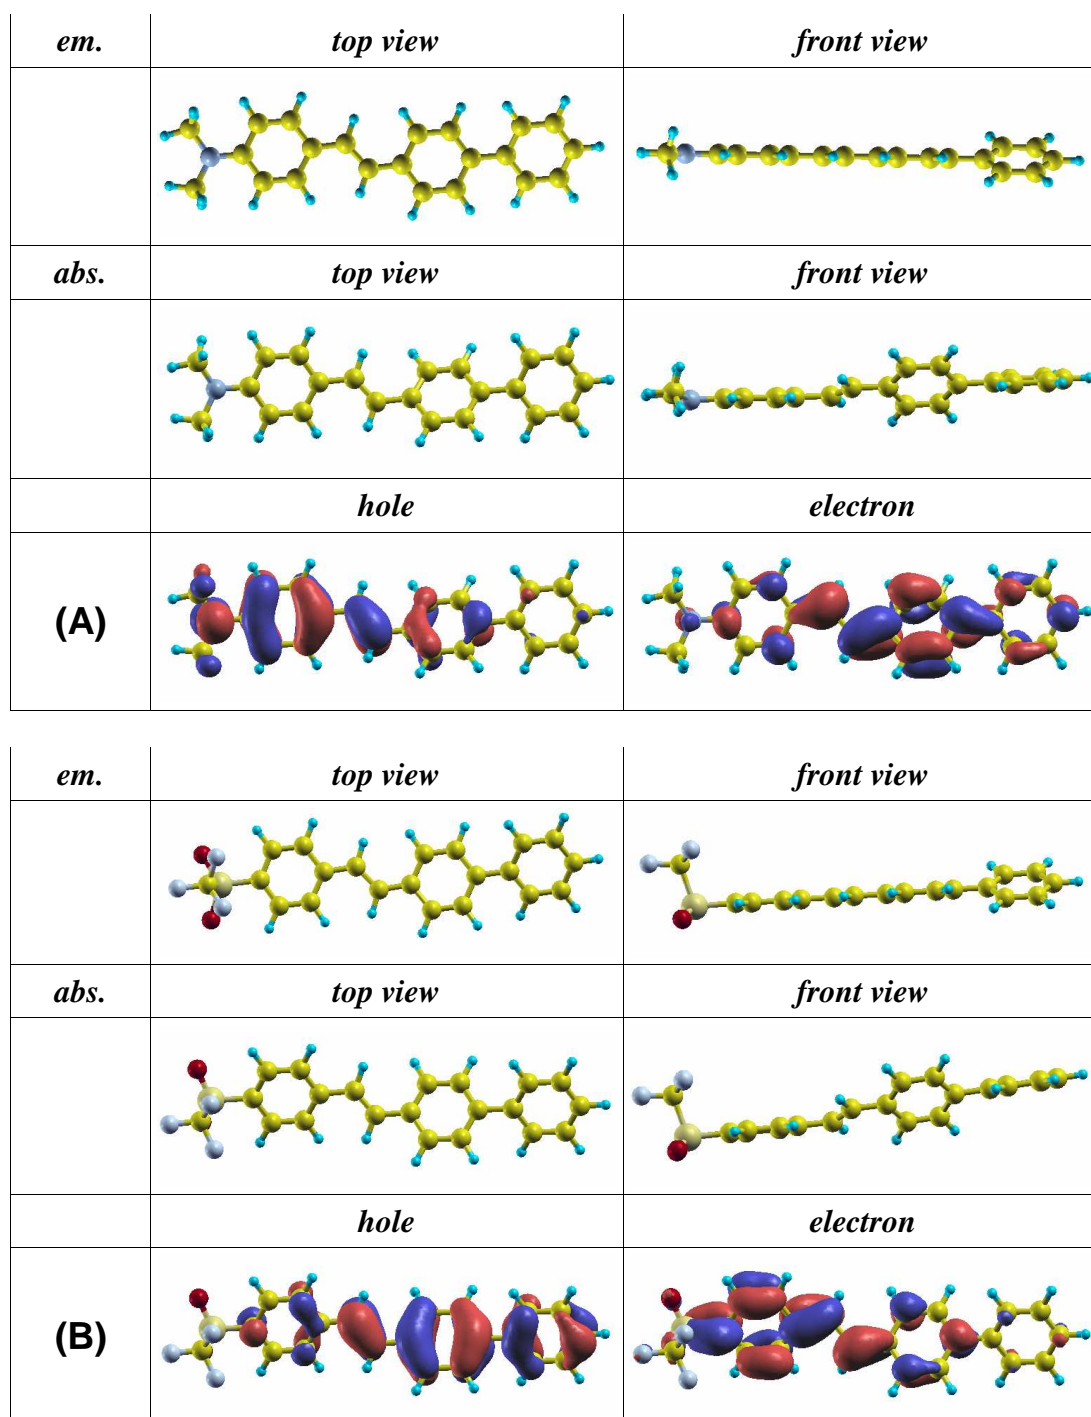 em. top view front view
abs. top view front view
hole electron
(A)
em. top view front view
abs. top view front view
hole electron
(B)